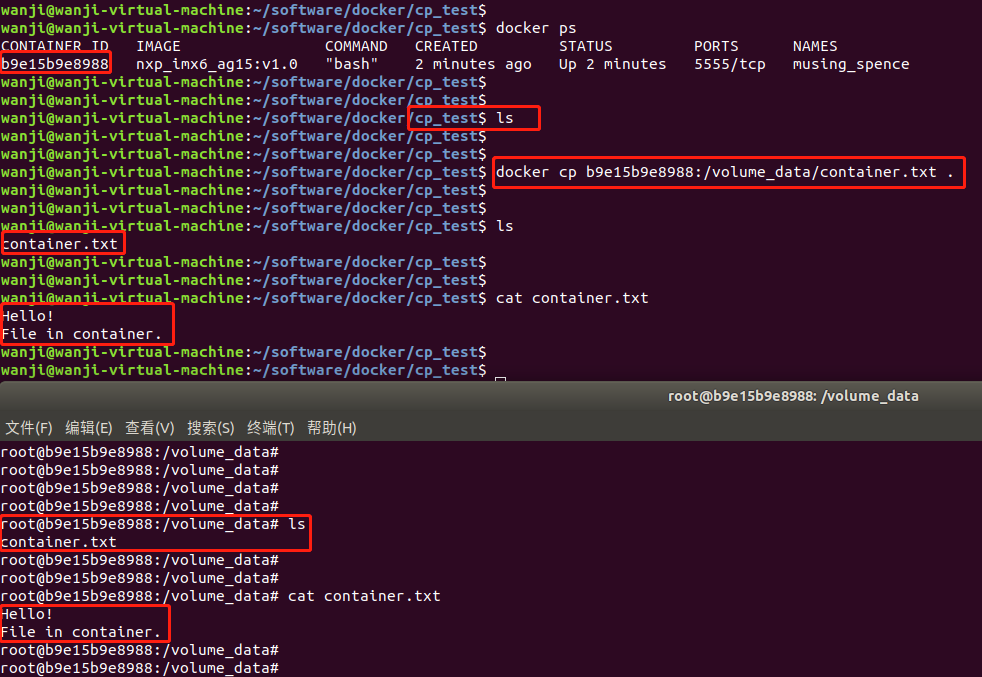 wanji@wanji-virtual-machine:~/software/docker/cp_test$
wanji@wanji-virtual-machine:~/software/docker/cp_test$ docker ps
CONTAINER ID   IMAGE                COMMAND   CREATED         STATUS         PORTS      NAMES
b9e15b9e8988   nxp_imx6_ag15:v1.0   "bash"    2 minutes ago   Up 2 minutes   5555/tcp   musing_spence
wanji@wanji-virtual-machine:~/software/docker/cp_test$
wanji@wanji-virtual-machine:~/software/docker/cp_test$
wanji@wanji-virtual-machine:~/software/docker/cp_test$ ls
wanji@wanji-virtual-machine:~/software/docker/cp_test$
wanji@wanji-virtual-machine:~/software/docker/cp_test$
wanji@wanji-virtual-machine:~/software/docker/cp_test$ docker cp b9e15b9e8988:/volume_data/container.txt .
wanji@wanji-virtual-machine:~/software/docker/cp_test$
wanji@wanji-virtual-machine:~/software/docker/cp_test$
wanji@wanji-virtual-machine:~/software/docker/cp_test$ ls
container.txt
wanji@wanji-virtual-machine:~/software/docker/cp_test$
wanji@wanji-virtual-machine:~/software/docker/cp_test$
wanji@wanji-virtual-machine:~/software/docker/cp_test$ cat container.txt
Hello!
File in container.
wanji@wanji-virtual-machine:~/software/docker/cp_test$
wanji@wanji-virtual-machine:~/software/docker/cp_test$
root@b9e15b9e8988: /volume_data
文件(F) 编辑(E) 查看(V) 搜索(S) 终端(T) 帮助(H)
root@b9e15b9e8988:/volume_data#
root@b9e15b9e8988:/volume_data#
root@b9e15b9e8988:/volume_data#
root@b9e15b9e8988:/volume_data#
root@b9e15b9e8988:/volume_data# ls
container.txt
root@b9e15b9e8988:/volume_data#
root@b9e15b9e8988:/volume_data#
root@b9e15b9e8988:/volume_data# cat container.txt
Hello!
File in container.
root@b9e15b9e8988:/volume_data#
root@b9e15b9e8988:/volume_data#